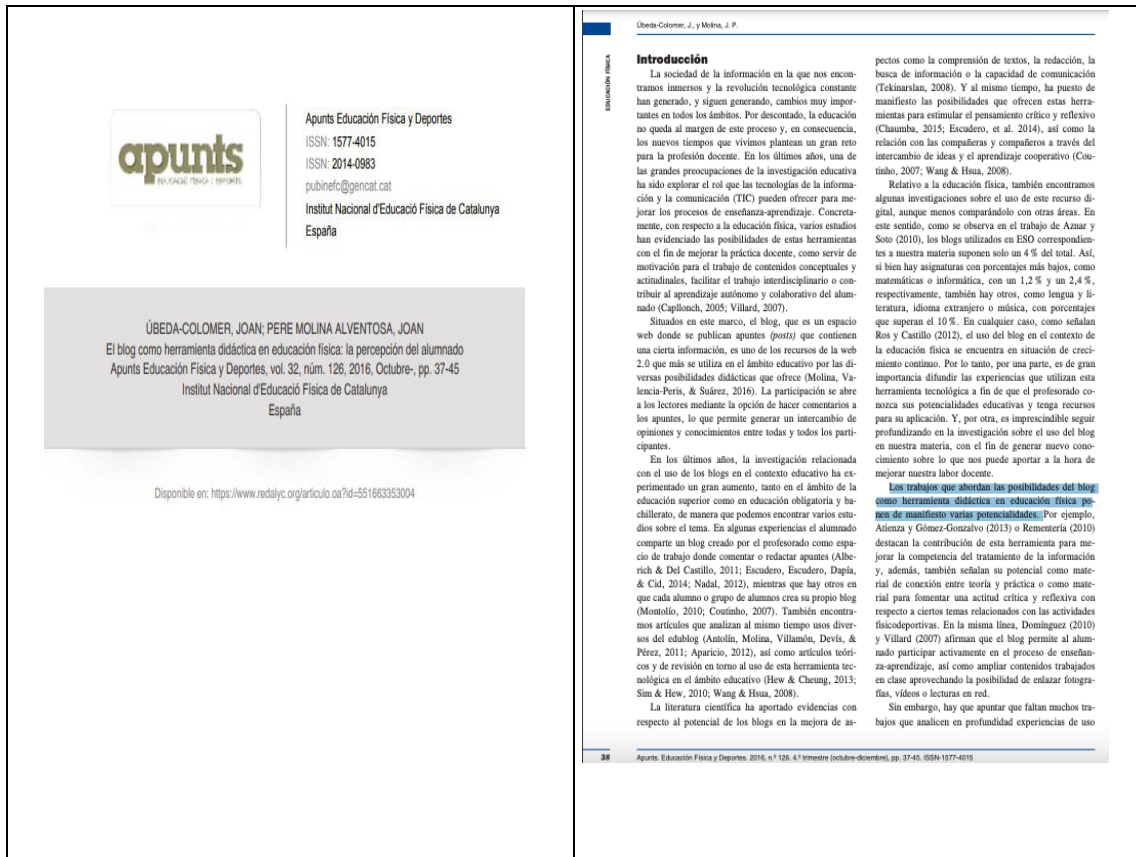 apunts
EDUCACIÓ FÍSICA I ESPORTS
Apunts Educación Física y Deportes
ISSN: 1577-4015
ISSN: 2014-0983
pubinefc@gencat.cat
Institut Nacional d'Educació Física de Catalunya
España
ÚBEDA-COLOMER, JOAN; PERE MOLINA ALVENTOSA, JOAN
El blog como herramienta didáctica en educación física: la percepción del alumnado
Apunts Educación Física y Deportes, vol. 32, núm. 126, 2016, Octubre-, pp. 37-45
Institut Nacional d'Educació Física de Catalunya
España
Disponible en: https://www.redalyc.org/articulo.oa?id=551663353004
Úbeda-Colomer, J., y Molina, J. P.
EDUCACIÓN FÍSICA
Introducción
La sociedad de la información en la que nos encon-
tramos inmersos y la revolución tecnológica constante
han generado, y siguen generando, cambios muy impor-
tantes en todos los ámbitos. Por descontado, la educación
no queda al margen de este proceso y, en consecuencia,
los nuevos tiempos que vivimos plantean un gran reto
para la profesión docente. En los últimos años, una de
las grandes preocupaciones de la investigación educativa
ha sido explorar el rol que las tecnologías de la informa-
ción y la comunicación (TIC) pueden ofrecer para me-
jorar los procesos de enseñanza-aprendizaje. Concreta-
mente, con respecto a la educación física, varios estudios
han evidenciado las posibilidades de estas herramientas
con el fin de mejorar la práctica docente, como servir de
motivación para el trabajo de contenidos conceptuales y
actitudinales, facilitar el trabajo interdisciplinario o con-
tribuir al aprendizaje autónomo y colaborativo del alum-
nado (Capllonch, 2005; Villard, 2007).
Situados en este marco, el blog, que es un espacio
web donde se publican apuntes (posts) que contienen
una cierta información, es uno de los recursos de la web
2.0 que más se utiliza en el ámbito educativo por las di-
versas posibilidades didácticas que ofrece (Molina, Va-
lencia-Peris, & Suárez, 2016). La participación se abre
a los lectores mediante la opción de hacer comentarios a
los apuntes, lo que permite generar un intercambio de
opiniones y conocimientos entre todas y todos los parti-
cipantes.
En los últimos años, la investigación relacionada
con el uso de los blogs en el contexto educativo ha ex-
perimentado un gran aumento, tanto en el ámbito de la
educación superior como en educación obligatoria y ba-
chillerato, de manera que podemos encontrar varios estu-
dios sobre el tema. En algunas experiencias el alumnado
comparte un blog creado por el profesorado como espa-
cio de trabajo donde comentar o redactar apuntes (Albe-
rich & Del Castillo, 2011; Escudero, Escudero, Dapía,
& Cid, 2014; Nadal, 2012), mientras que hay otros en
que cada alumno o grupo de alumnos crea su propio blog
(Montolío, 2010; Coutinho, 2007). También encontra-
mos artículos que analizan al mismo tiempo usos diver-
sos del edublog (Antolín, Molina, Villamón, Devís, &
Pérez, 2011; Aparicio, 2012), así como artículos teóri-
cos y de revisión en torno al uso de esta herramienta tec-
nológica en el ámbito educativo (Hew & Cheung, 2013;
Sim & Hew, 2010; Wang & Hsua, 2008).
La literatura científica ha aportado evidencias con
respecto al potencial de los blogs en la mejora de as-
pectos como la comprensión de textos, la redacción, la
busca de información o la capacidad de comunicación
(Tekinarslan, 2008). Y al mismo tiempo, ha puesto de
manifiesto las posibilidades que ofrecen estas herra-
mientas para estimular el pensamiento crítico y reflexivo
(Chaumba, 2015; Escudero, et al. 2014), así como la
relación con las compañeras y compañeros a través del
intercambio de ideas y el aprendizaje cooperativo (Cou-
tinho, 2007; Wang & Hsua, 2008).
Relativo a la educación física, también encontramos
algunas investigaciones sobre el uso de este recurso di-
gital, aunque menos comparándolo con otras áreas. En
este sentido, como se observa en el trabajo de Aznar y
Soto (2010), los blogs utilizados en ESO correspondien-
tes a nuestra materia suponen solo un 4 % del total. Así,
si bien hay asignaturas con porcentajes más bajos, como
matemáticas o informática, con un 1,2 % y un 2,4 %,
respectivamente, también hay otros, como lengua y li-
teratura, idioma extranjero o música, con porcentajes
que superan el 10 %. En cualquier caso, como señalan
Ros y Castillo (2012), el uso del blog en el contexto de
la educación física se encuentra en situación de creci-
miento continuo. Por lo tanto, por una parte, es de gran
importancia difundir las experiencias que utilizan esta
herramienta tecnológica a fin de que el profesorado co-
nozca sus potencialidades educativas y tenga recursos
para su aplicación. Y, por otra, es imprescindible seguir
profundizando en la investigación sobre el uso del blog
en nuestra materia, con el fin de generar nuevo cono-
cimiento sobre lo que nos puede aportar a la hora de
mejorar nuestra labor docente.
Los trabajos que abordan las posibilidades del blog
como herramienta didáctica en educación física po-
nen de manifiesto varias potencialidades. Por ejemplo,
Atienza y Gómez-Gonzalvo (2013) o Rementería (2010)
destacan la contribución de esta herramienta para me-
jorar la competencia del tratamiento de la información
y, además, también señalan su potencial como mate-
rial de conexión entre teoría y práctica o como mate-
rial para fomentar una actitud crítica y reflexiva con
respecto a ciertos temas relacionados con las actividades
fisicodeportivas. En la misma línea, Domínguez (2010)
y Villard (2007) afirman que el blog permite al alum-
nado participar activamente en el proceso de enseñan-
za-aprendizaje, así como ampliar contenidos trabajados
en clase aprovechando la posibilidad de enlazar fotogra-
fías, vídeos o lecturas en red.
Sin embargo, hay que apuntar que faltan muchos tra-
bajos que analicen en profundidad experiencias de uso
38
Apunts. Educación Física y Deportes. 2016, n.º 126. 4.º trimestre (octubre-diciembre), pp. 37-45. ISSN-1577-4015